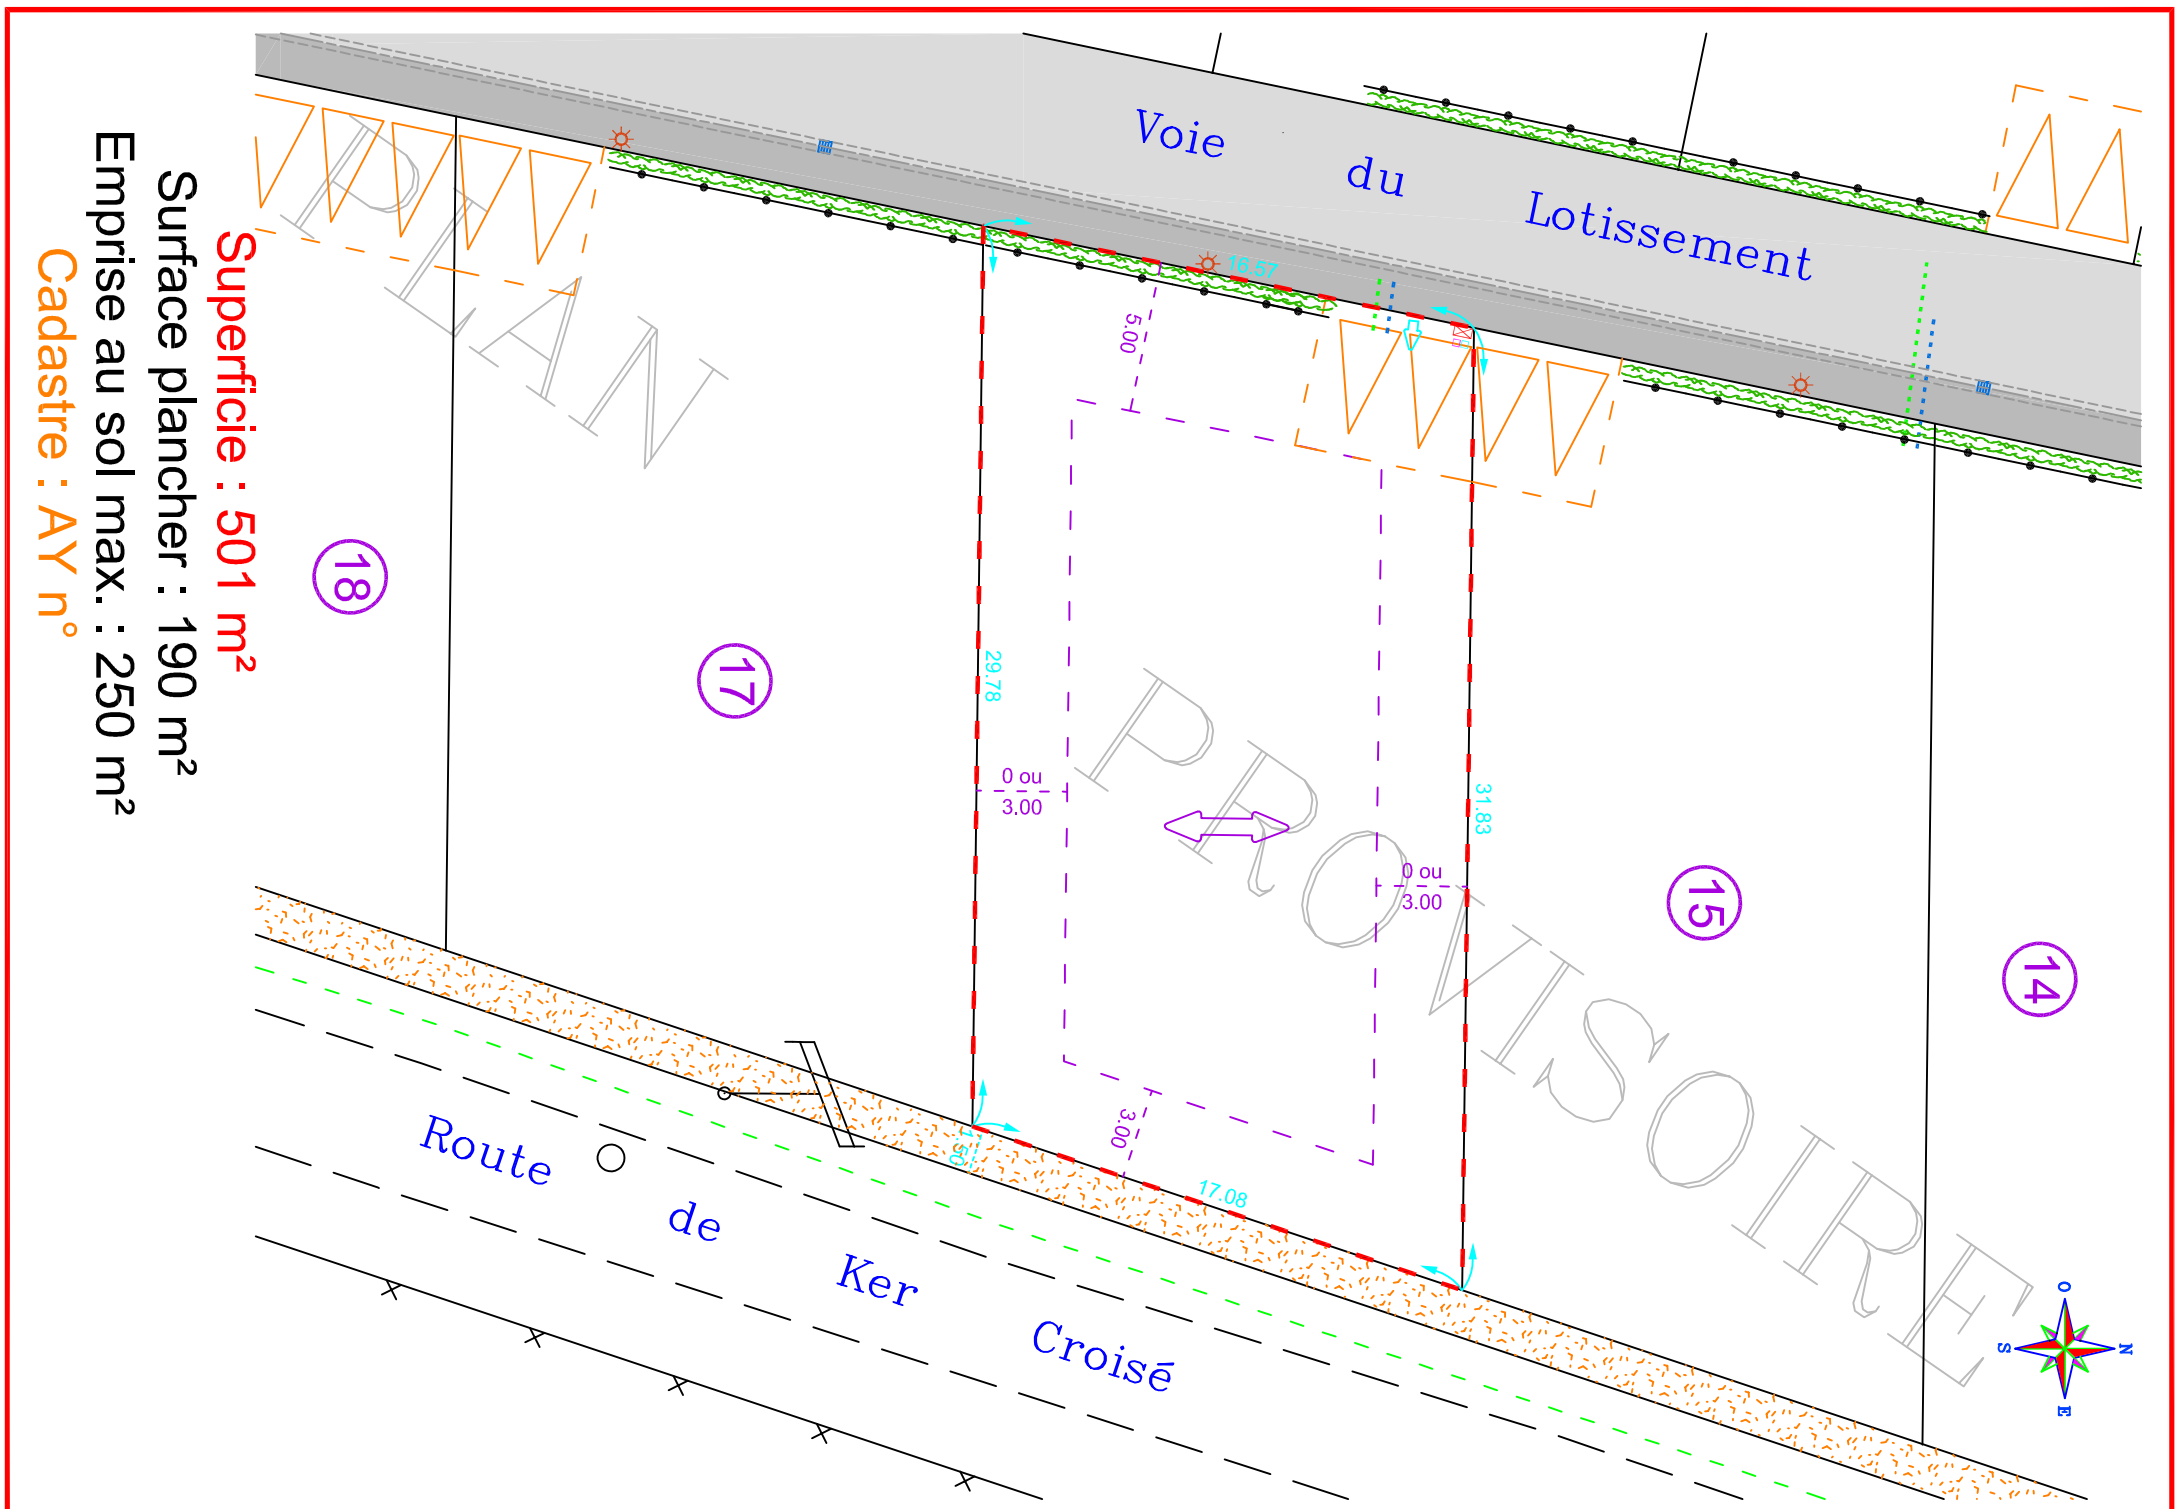 Voie du Lotissement
PLAN
PROVISOIRE
16.57
5.00
29.78
31.83
0 ou
3.00
0 ou
3.00
3.00
1.50
17.08
18
17
15
14
Route de Ker Croisé
O
N
S
E
Superficie : 501 m²
Surface plancher : 190 m²
Emprise au sol max. : 250 m²
Cadastre : AY n°